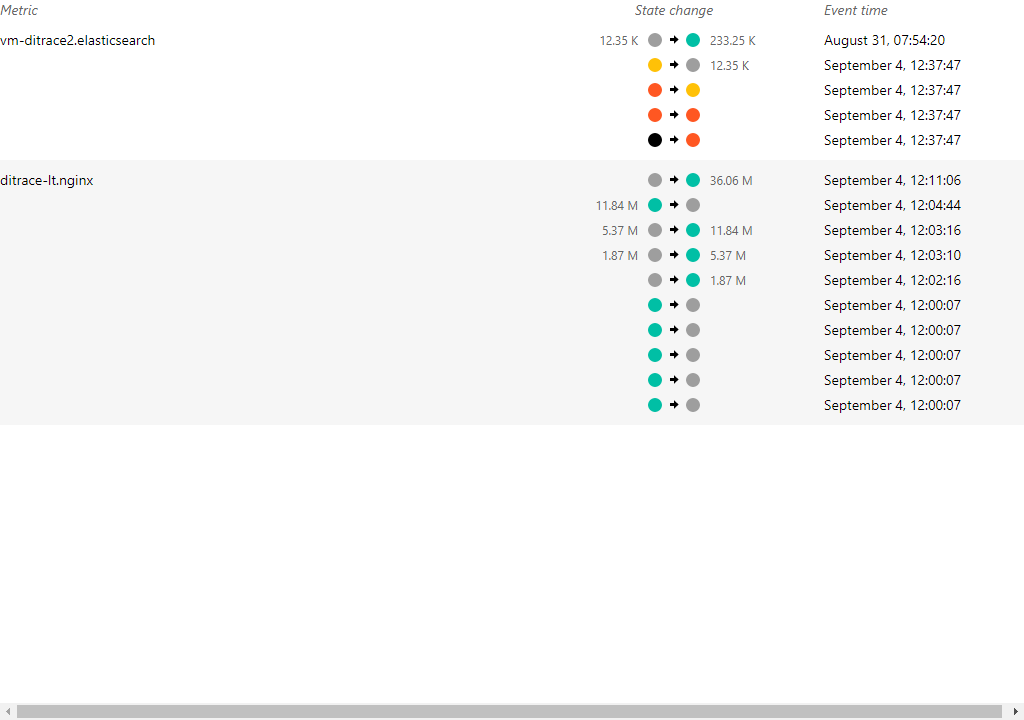 Metric State change Event time
vm-ditrace2.elasticsearch 12.35 K 233.25 K August 31, 07:54:20
12.35 K September 4, 12:37:47
September 4, 12:37:47
September 4, 12:37:47
September 4, 12:37:47
ditrace-lt.nginx 36.06 M September 4, 12:11:06
11.84 M September 4, 12:04:44
5.37 M 11.84 M September 4, 12:03:16
1.87 M 5.37 M September 4, 12:03:10
1.87 M September 4, 12:02:16
September 4, 12:00:07
September 4, 12:00:07
September 4, 12:00:07
September 4, 12:00:07
September 4, 12:00:07